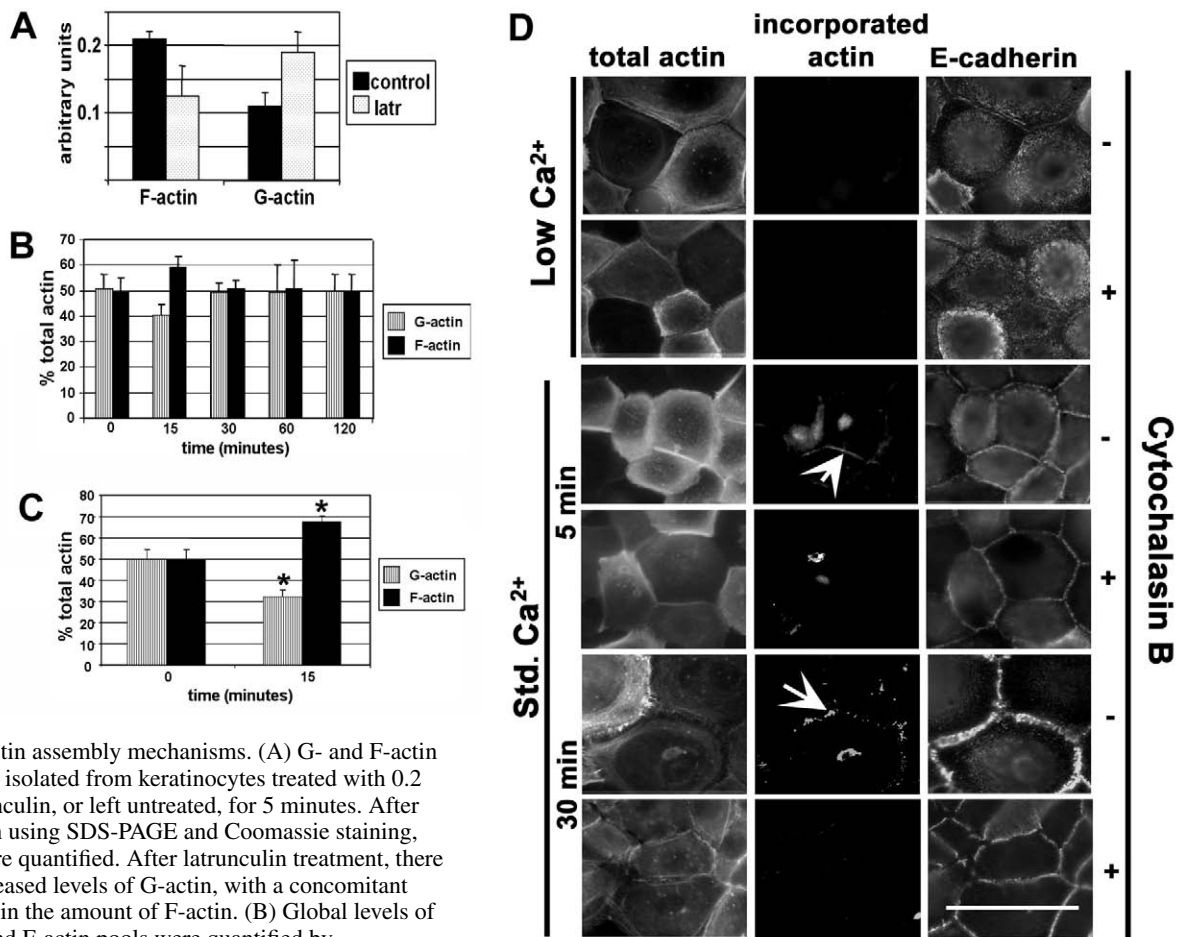 A
arbitrary units
0.2
0.1
F-actin G-actin
control
latr
B
% total actin
70
60
50
40
30
20
10
0
0 15 30 60 120
time (minutes)
G-actin
F-actin
C
% total actin
80
70
60
50
40
30
20
10
0
* *
0 15
time (minutes)
G-actin
F-actin
tin assembly mechanisms. (A) G- and F-actin
isolated from keratinocytes treated with 0.2
nculin, or left untreated, for 5 minutes. After
n using SDS-PAGE and Coomassie staining,
re quantified. After latrunculin treatment, there
eased levels of G-actin, with a concomitant
in the amount of F-actin. (B) Global levels of
nd F-actin pools were quantified by
D
total actin
incorporated
actin
E-cadherin
Low Ca²⁺
Std. Ca²⁺
5 min
30 min
-
+
-
+
-
+
Cytochalasin B